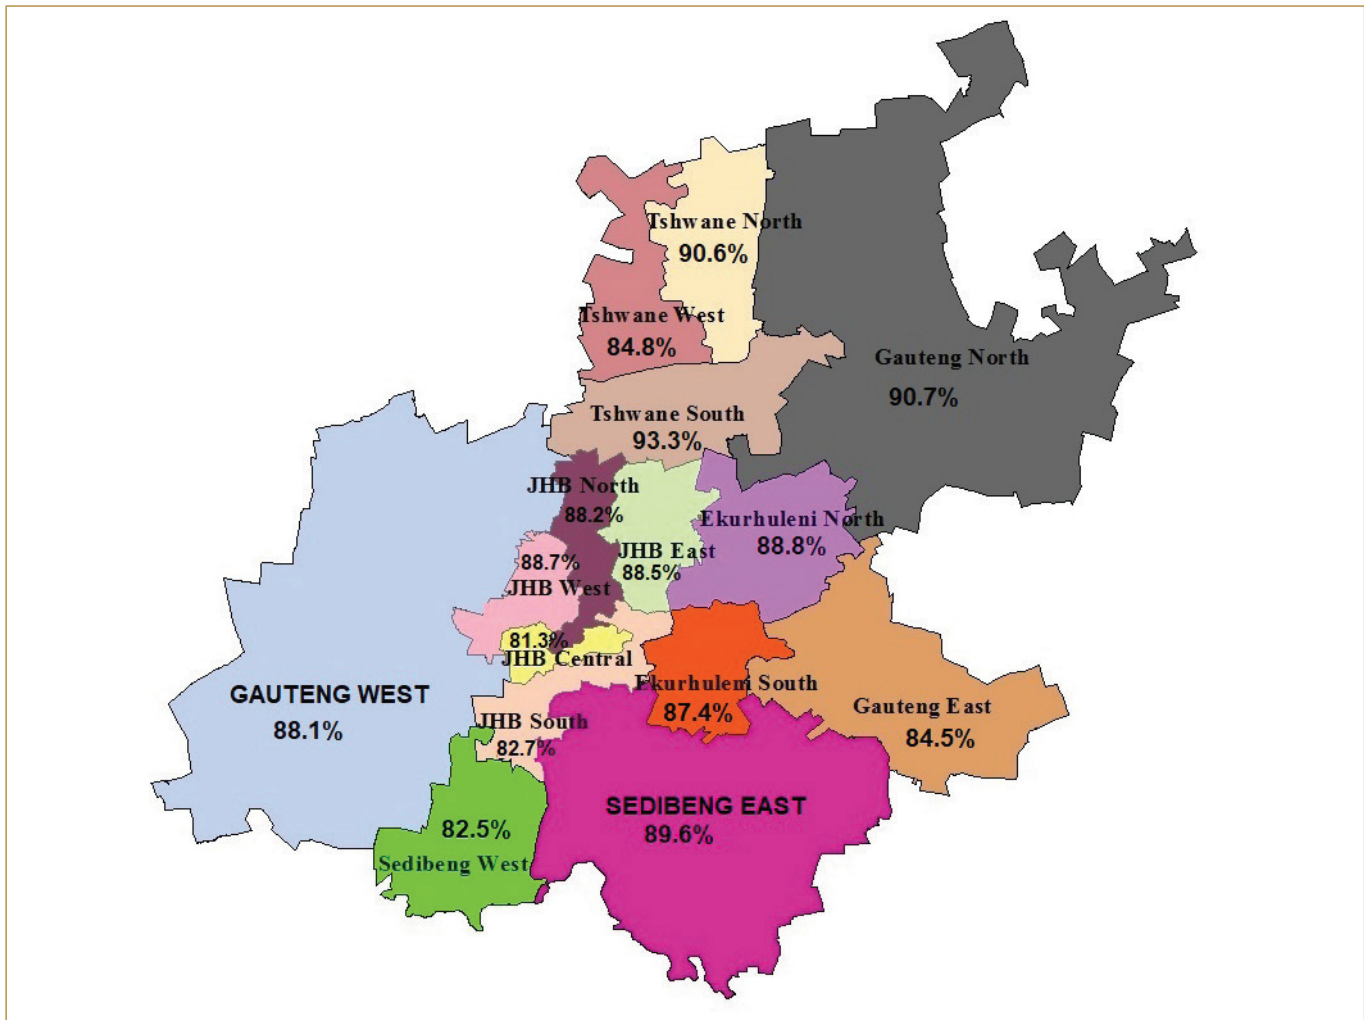 Tshwane North
90.6%
Tshwane West
84.8%
Gauteng North
90.7%
Tshwane South
93.3%
JHB North
88.2%
Ekurhuleni North
88.8%
JHB East
88.5%
88.7%
JHB West
81.3%
JHB Central
GAUTENG WEST
88.1%
Ekurhuleni South
87.4%
Gauteng East
84.5%
JHB South
82.7%
SEDIBENG EAST
89.6%
82.5%
Sedibeng West